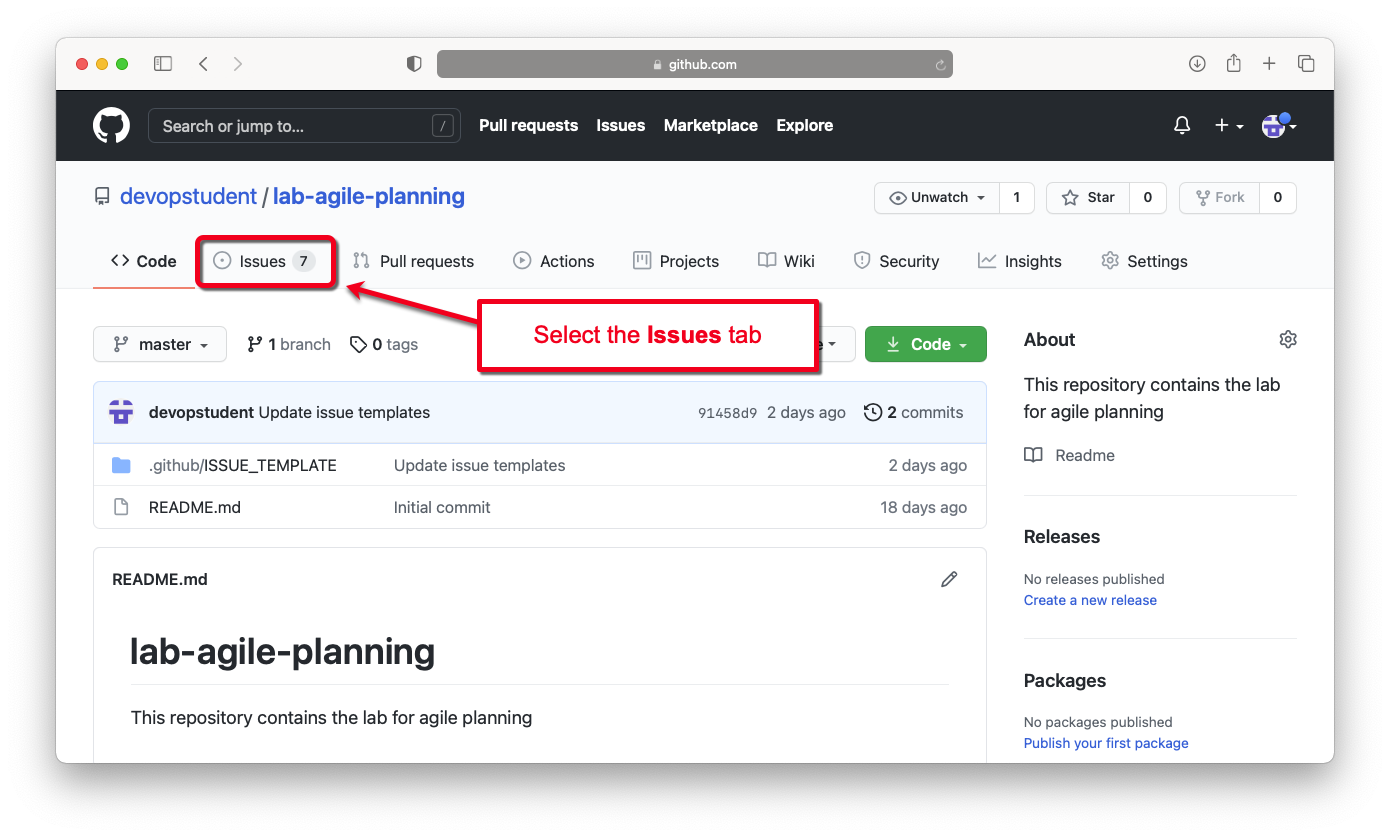 github.com
Search or jump to... /
Pull requests Issues Marketplace Explore
devopstudent / lab-agile-planning
Unwatch 1 Star 0 Fork 0
Code Issues 7 Pull requests Actions Projects Wiki Security Insights Settings
Select the Issues tab
master 1 branch 0 tags Code
devopstudent Update issue templates 91458d9 2 days ago 2 commits
.github/ISSUE_TEMPLATE Update issue templates 2 days ago
README.md Initial commit 18 days ago
README.md
lab-agile-planning
This repository contains the lab for agile planning
About
This repository contains the lab
for agile planning
Readme
Releases
No releases published
Create a new release
Packages
No packages published
Publish your first package